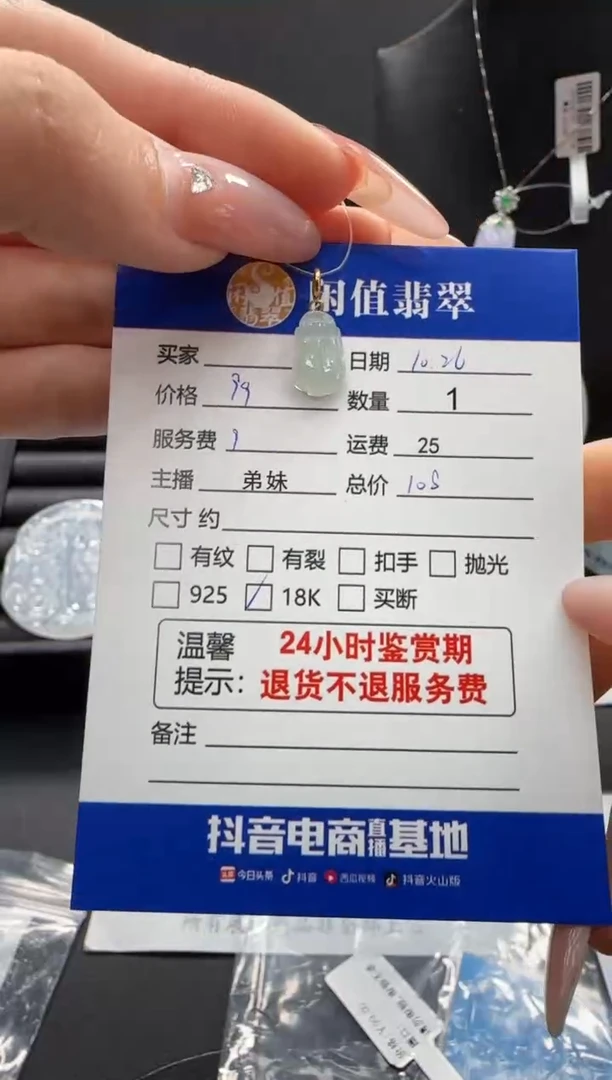 闲值翡翠
买家 日期 10.26
价格 99 数量 1
服务费 9 运费 25
主播 弟妹 总价 108
尺寸 约
有纹 有裂 扣手 抛光
925 18K 买断
温馨提示: 24小时鉴赏期
退货不退服务费
备注
抖音电商直播基地
今日头条 抖音 西瓜视频 抖音火山版